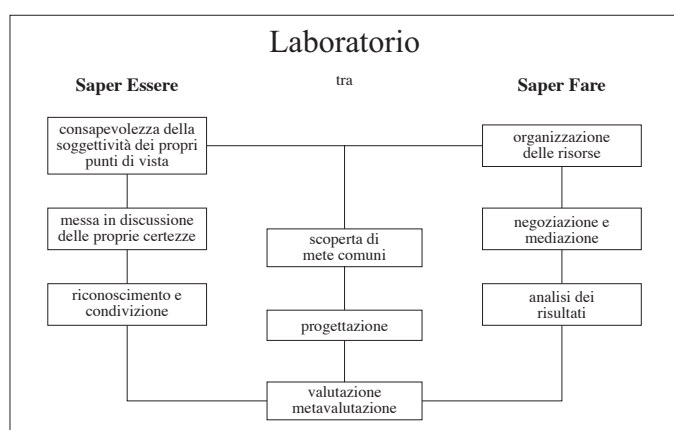 Laboratorio
Saper Essere
tra
Saper Fare
consapevolezza della
soggettività dei propri
punti di vista
organizzazione
delle risorse
messa in discussione
delle proprie certezze
negoziazione e
mediazione
scoperta di
mete comuni
riconoscimento e
condivizione
analisi dei
risultati
progettazione
valutazione
metavalutazione